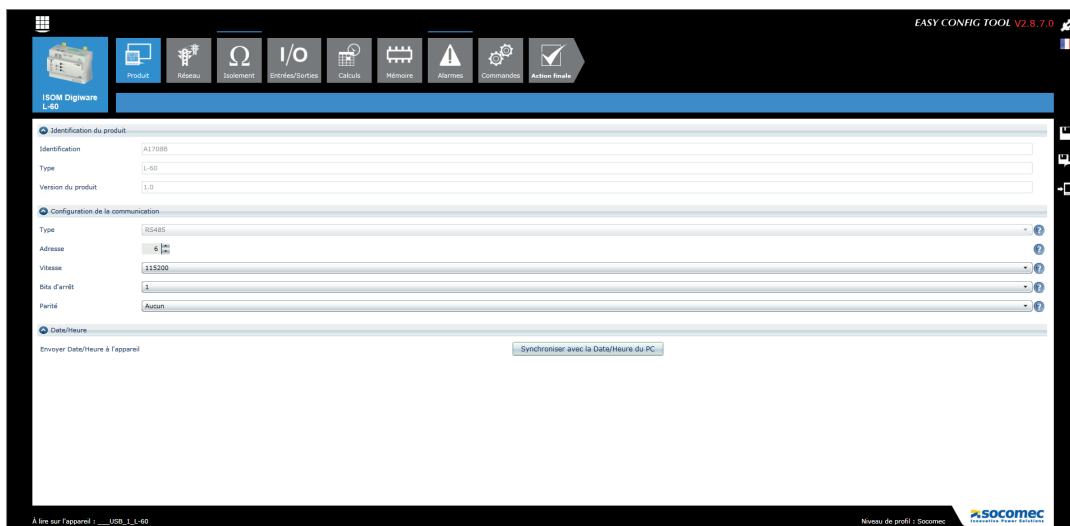 EASY CONFIG TOOL V2.8.7.0
Produit
Réseau
Ω
Isolement
I/O
Entrées/Sorties
Calculs
Mémoire
Alarmes
Commandes
Action finale
ISOM Digiware
L-60
Identification du produit
Identification A1708B
Type L-60
Version du produit 1.0
Configuration de la communication
Type RS485 ?
Adresse 6 ?
Vitesse 115200 ?
Bits d'arrêt 1 ?
Parité Aucun ?
Date/Heure
Envoyer Date/Heure à l'appareil Synchroniser avec la Date/Heure du PC
À lire sur l'appareil : ___USB_1_L-60
Niveau de profil : Socomec
socomec
Innovative Power Solutions